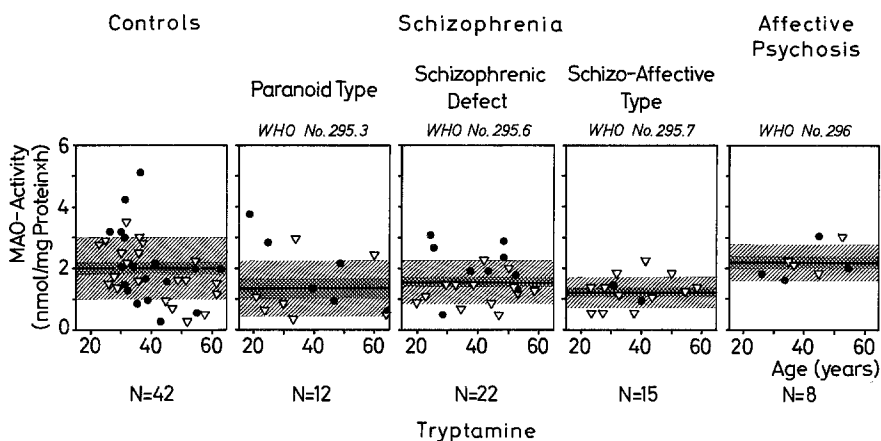 Controls
Schizophrenia
Affective
Psychosis
Paranoid Type
Schizophrenic
Defect
Schizo-Affective
Type
WHO No. 295.3
WHO No. 295.6
WHO No. 295.7
WHO No. 296
MAO-Activity
(nmol/mg Protein×h)
6
4
2
0
20 40 60
20 40 60
20 40 60
20 40 60
20 40 60
Age (years)
N=42
N=12
N=22
N=15
N=8
Tryptamine